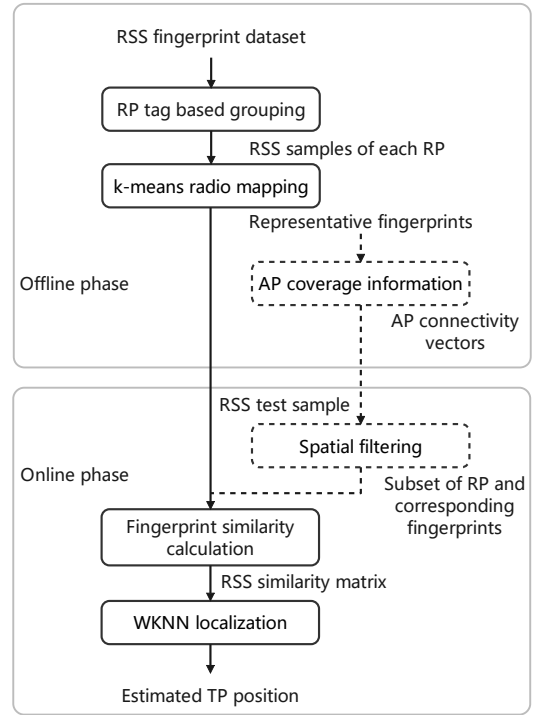 RSS fingerprint dataset
RP tag based grouping
RSS samples of each RP
k-means radio mapping
Representative fingerprints
Offline phase
AP coverage information
AP connectivity
vectors
RSS test sample
Spatial filtering
Online phase
Subset of RP and
corresponding
fingerprints
Fingerprint similarity
calculation
RSS similarity matrix
WKNN localization
Estimated TP position